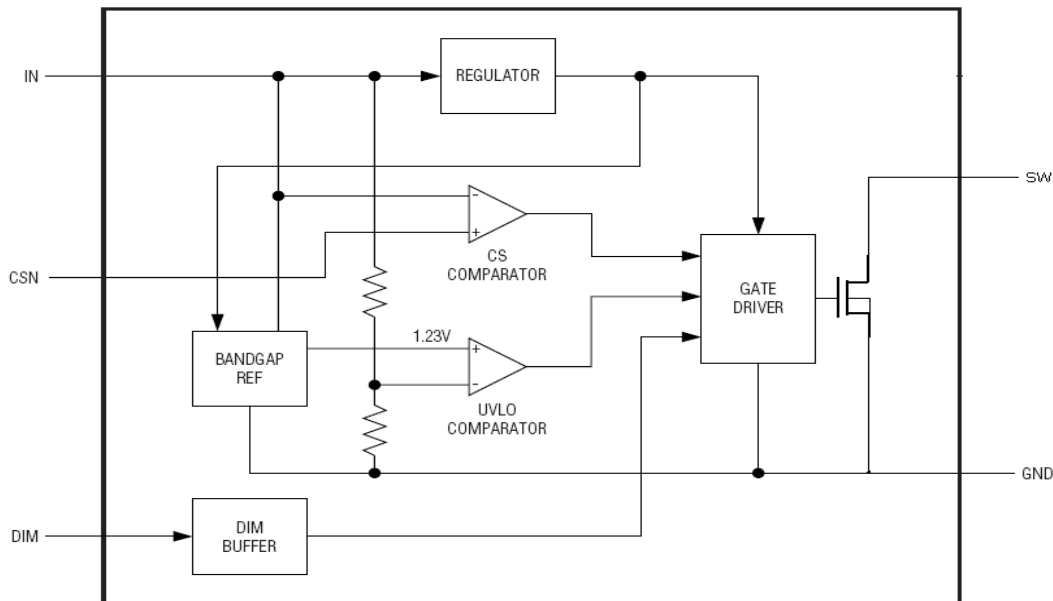 IN
REGULATOR
SW
-
+
CS
COMPARATOR
CSN
GATE
DRIVER
BANDGAP
REF
1.23V
+
-
UVLO
COMPARATOR
GND
DIM
DIM
BUFFER